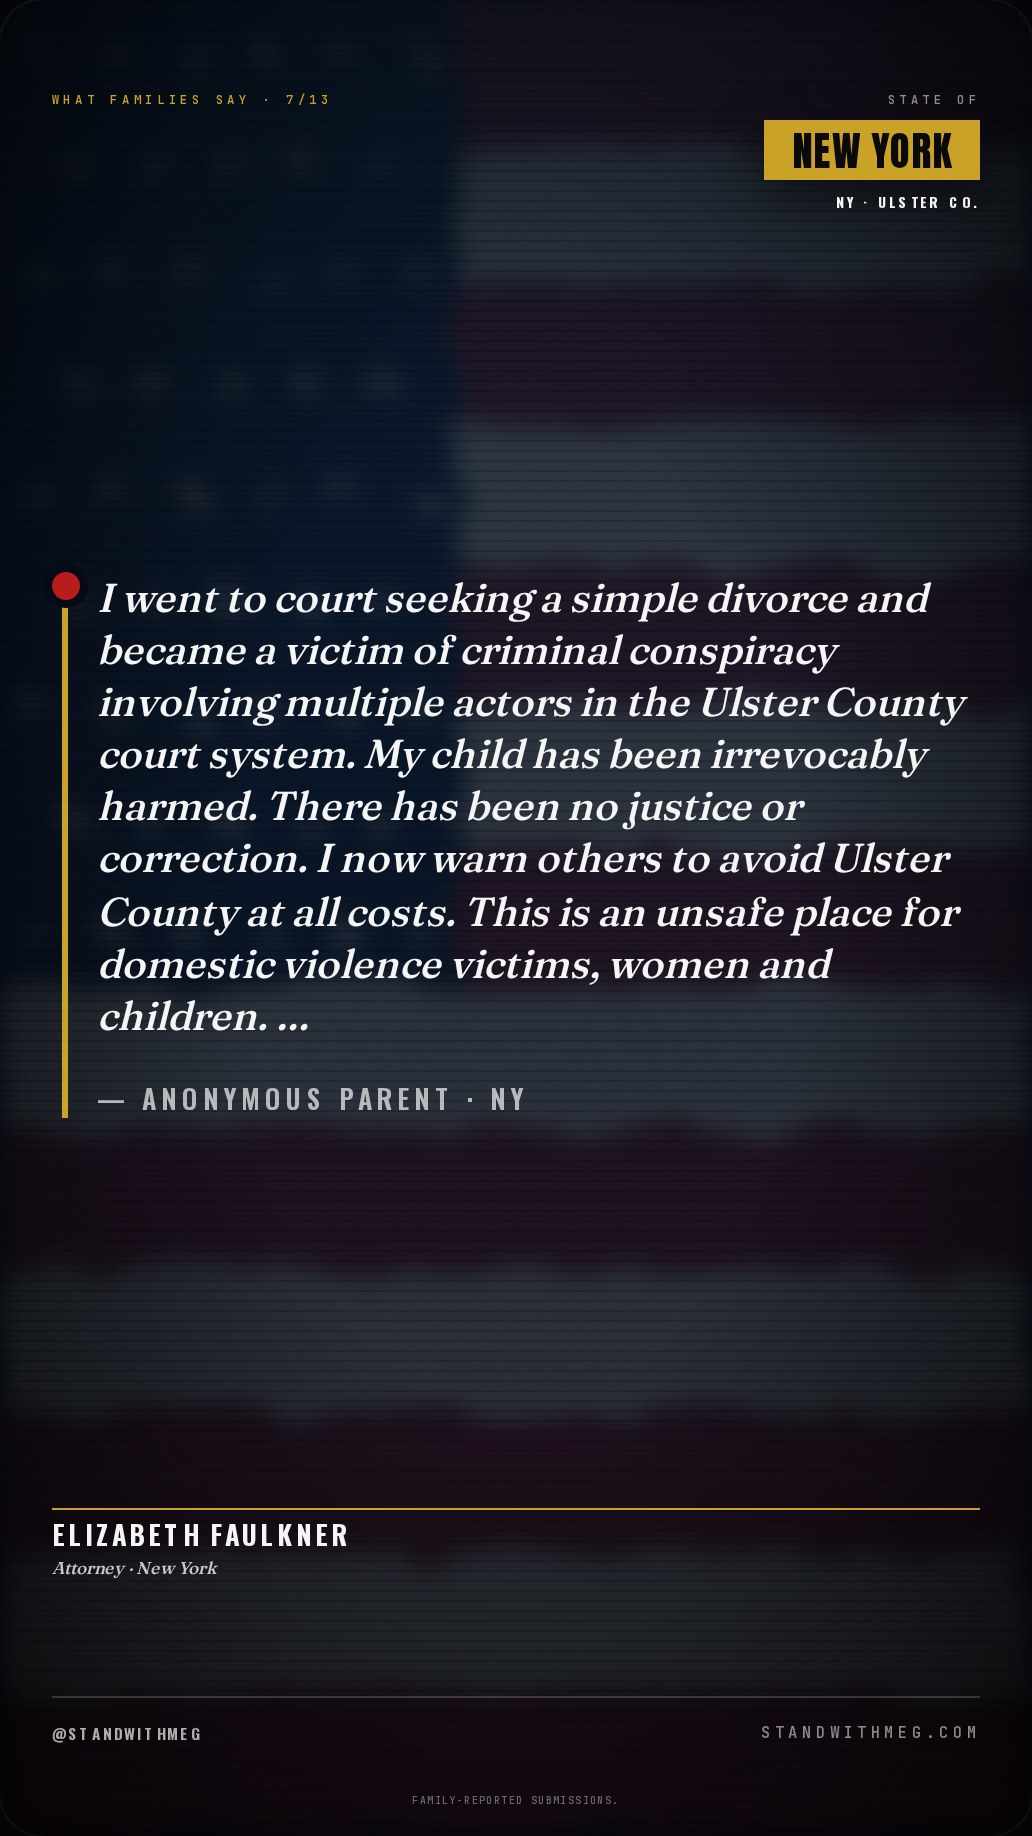 WHAT FAMILIES SAY · 7/13
STATE OF
NEW YORK
NY · ULSTER CO.
I went to court seeking a simple divorce and
became a victim of criminal conspiracy
involving multiple actors in the Ulster County
court system. My child has been irrevocably
harmed. There has been no justice or
correction. I now warn others to avoid Ulster
County at all costs. This is an unsafe place for
domestic violence victims, women and
children. ...
— ANONYMOUS PARENT · NY
ELIZABETH FAULKNER
Attorney · New York
@STANDWITHMEG
STANDWITHMEG.COM
FAMILY-REPORTED SUBMISSIONS.